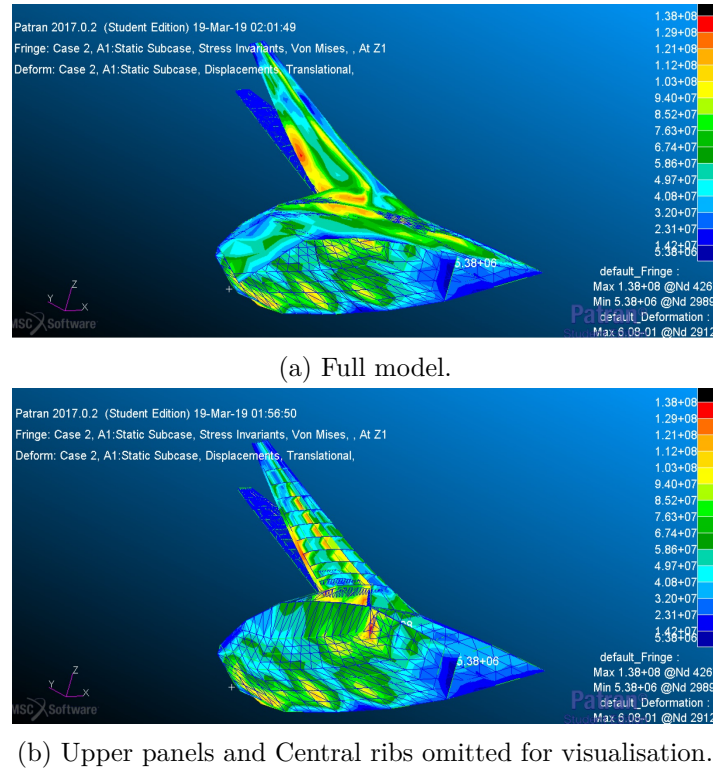 Patran 2017.0.2 (Student Edition) 19-Mar-19 02:01:49
Fringe: Case 2, A1:Static Subcase, Stress Invariants, Von Mises, , At Z1
Deform: Case 2, A1:Static Subcase, Displacements, Translational,
1.38+08
1.29+08
1.21+08
1.12+08
1.03+08
9.40+07
8.52+07
7.63+07
6.74+07
5.86+07
4.97+07
4.08+07
3.20+07
2.31+07
1.42+07
5.38+06
5.38+06
default_Fringe :
Max 1.38+08 @Nd 426
Min 5.38+06 @Nd 2989
default_Deformation :
Max 6.08-01 @Nd 2912
Z
Y
X
MSC Software
Patran
(a) Full model.
Patran 2017.0.2 (Student Edition) 19-Mar-19 01:56:50
Fringe: Case 2, A1:Static Subcase, Stress Invariants, Von Mises, , At Z1
Deform: Case 2, A1:Static Subcase, Displacements, Translational,
1.38+08
1.29+08
1.21+08
1.12+08
1.03+08
9.40+07
8.52+07
7.63+07
6.74+07
5.86+07
4.97+07
4.08+07
3.20+07
2.31+07
1.42+07
5.38+06
5.38+06
default_Fringe :
Max 1.38+08 @Nd 426
Min 5.38+06 @Nd 2989
default_Deformation :
Max 6.08-01 @Nd 2912
Z
Y
X
MSC Software
Patran
(b) Upper panels and Central ribs omitted for visualisation.